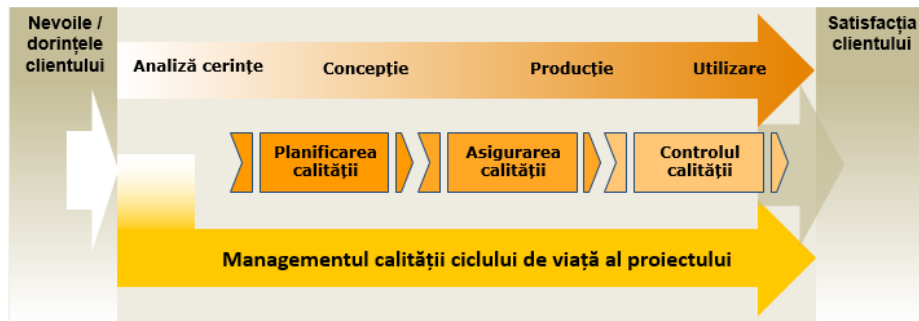 Nevoile /
dorințele
clientului
Satisfacția
clientului
Analiză cerințe
Concepție
Producție
Utilizare
Planificarea
calității
Asigurarea
calității
Controlul
calității
Managementul calității ciclului de viață al proiectului